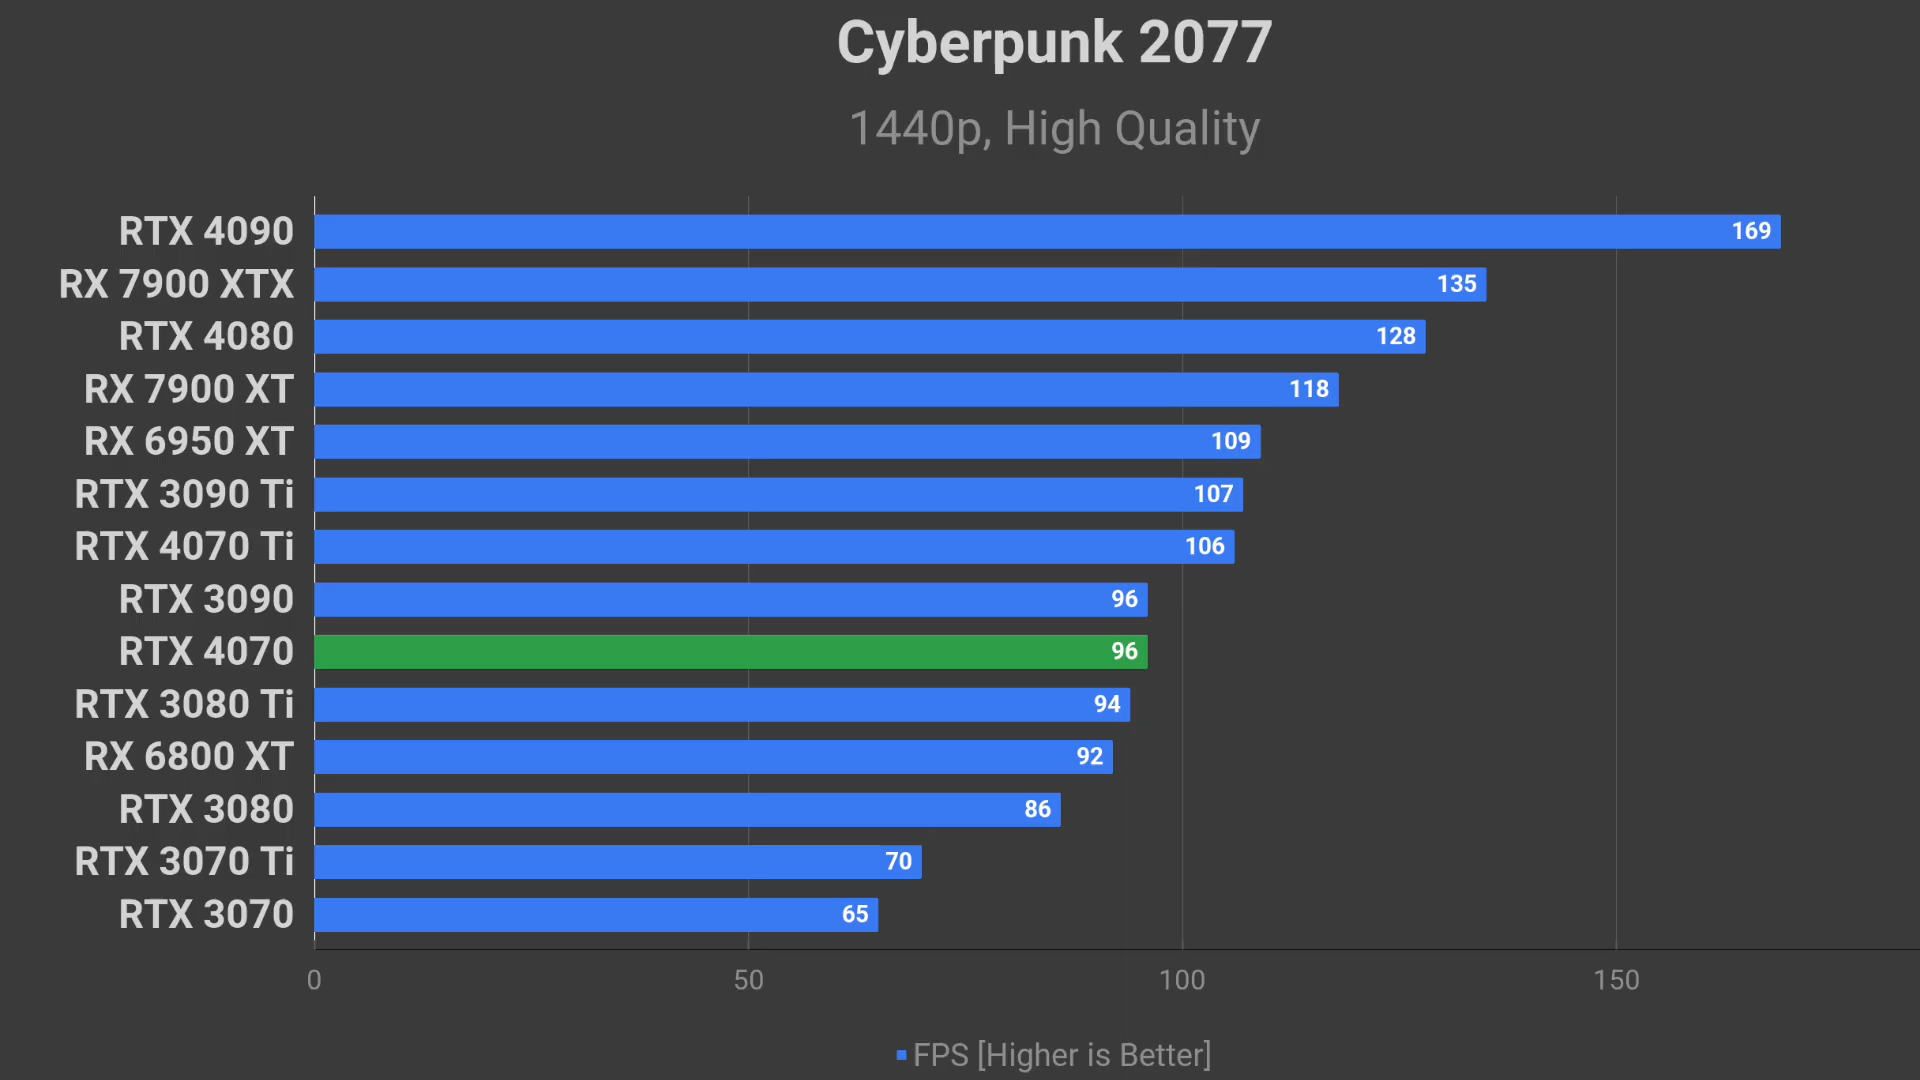 Cyberpunk 2077
1440p, High Quality
RTX 4090 169
RX 7900 XTX 135
RTX 4080 128
RX 7900 XT 118
RX 6950 XT 109
RTX 3090 Ti 107
RTX 4070 Ti 106
RTX 3090 96
RTX 4070 96
RTX 3080 Ti 94
RX 6800 XT 92
RTX 3080 86
RTX 3070 Ti 70
RTX 3070 65
0 50 100 150
FPS [Higher is Better]